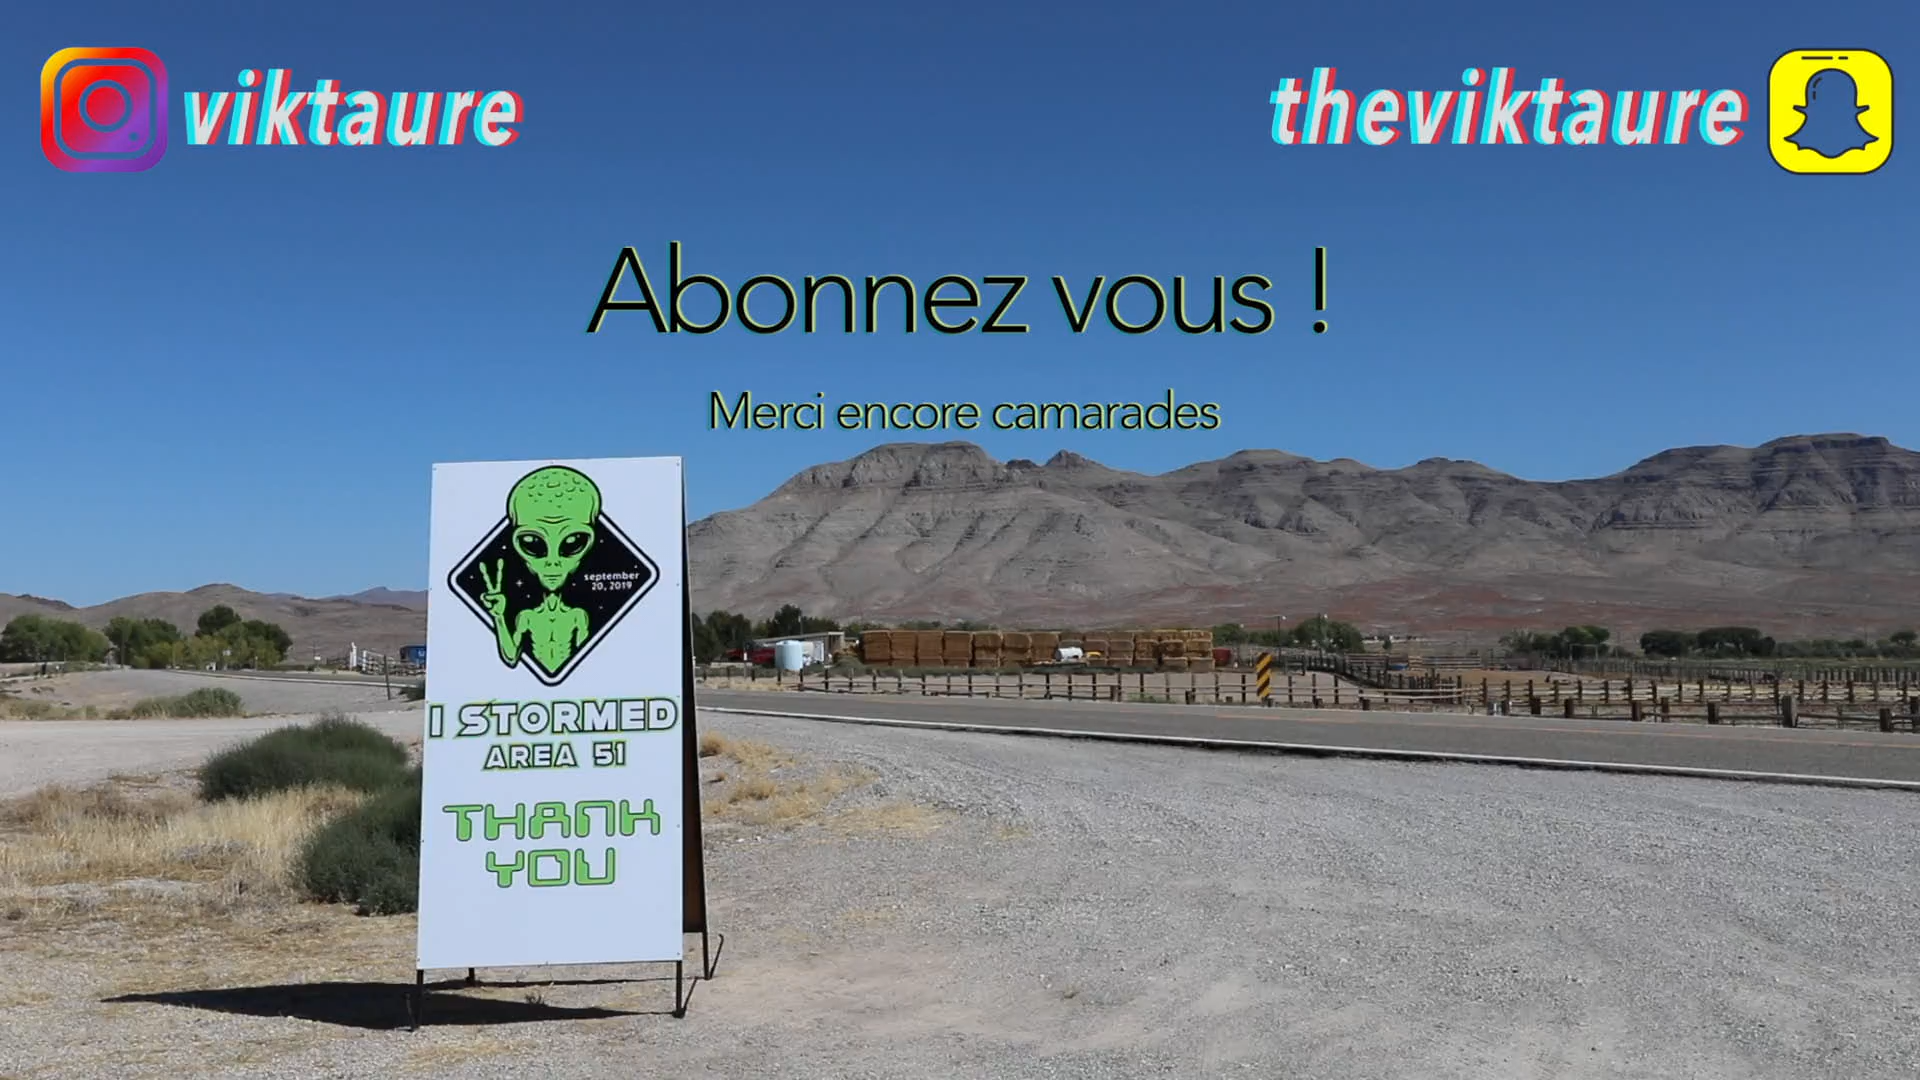 viktaure
theviktaure
Abonnez vous !
Merci encore camarades
september
20, 2019
I STORMED
AREA 51
THANK
YOU